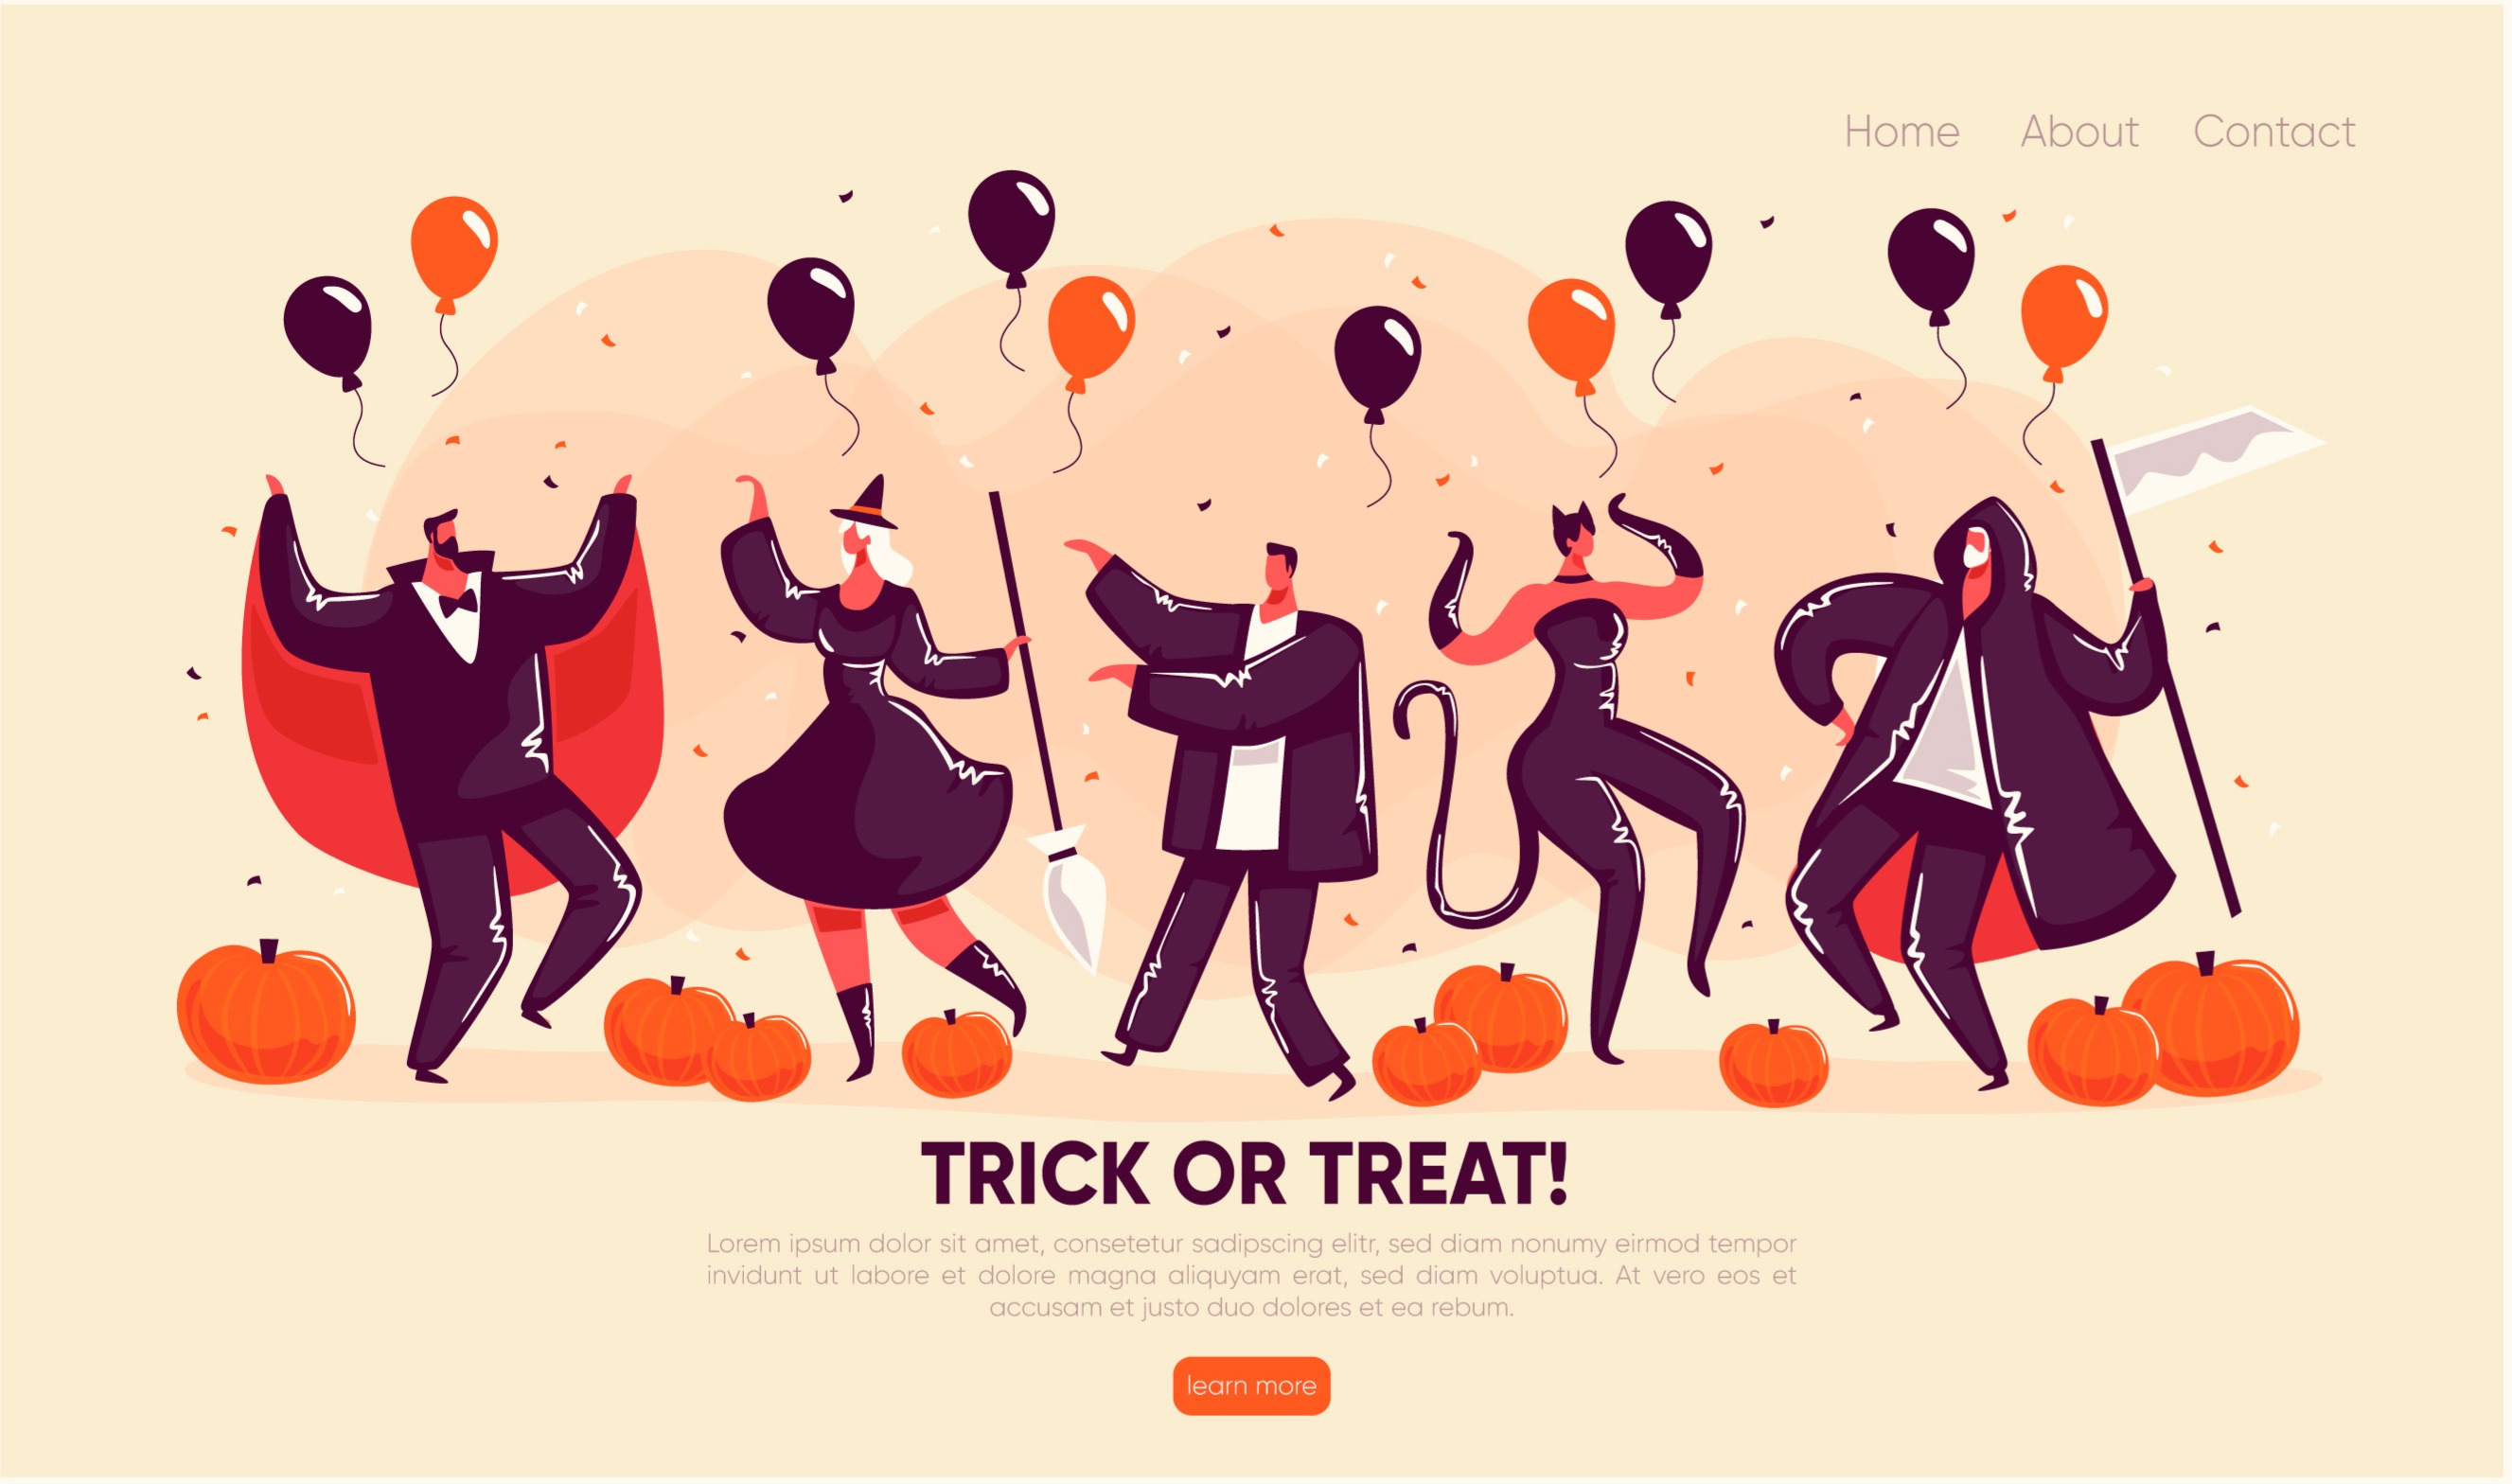 Home About Contact
TRICK OR TREAT!
Lorem ipsum dolor sit amet, consetetur sadipscing elitr, sed diam nonumy eirmod tempor
invidunt ut labore et dolore magna aliquyam erat, sed diam voluptua. At vero eos et
accusam et justo duo dolores et ea rebum.
learn more